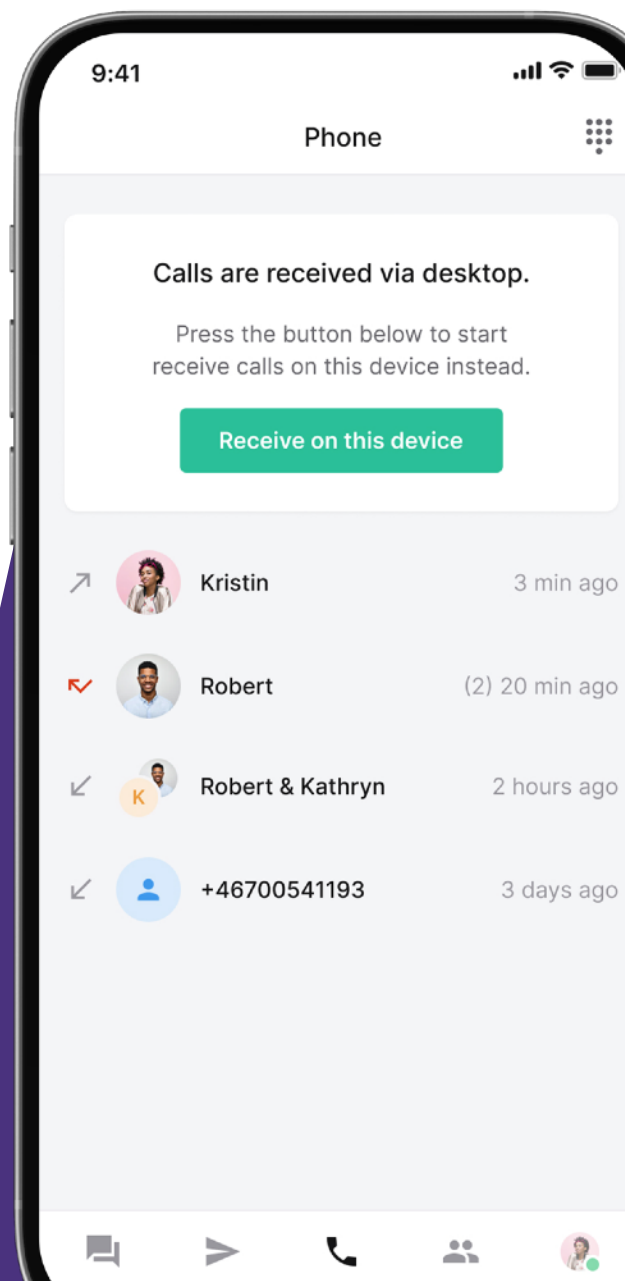 9:41
Phone
Calls are received via desktop.
Press the button below to start
receive calls on this device instead.
Receive on this device
Kristin 3 min ago
Robert (2) 20 min ago
K
Robert & Kathryn 2 hours ago
+46700541193 3 days ago